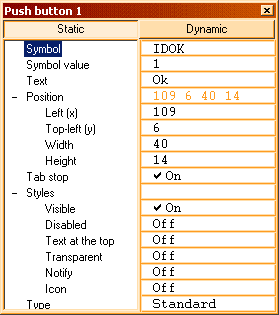 Push button 1
Static Dynamic
Symbol IDOK
Symbol value 1
Text Ok
Position 109 6 40 14
Left (x) 109
Top-left (y) 6
Width 40
Height 14
Tab stop On
Styles
Visible On
Disabled Off
Text at the top Off
Transparent Off
Notify Off
Icon Off
Type Standard